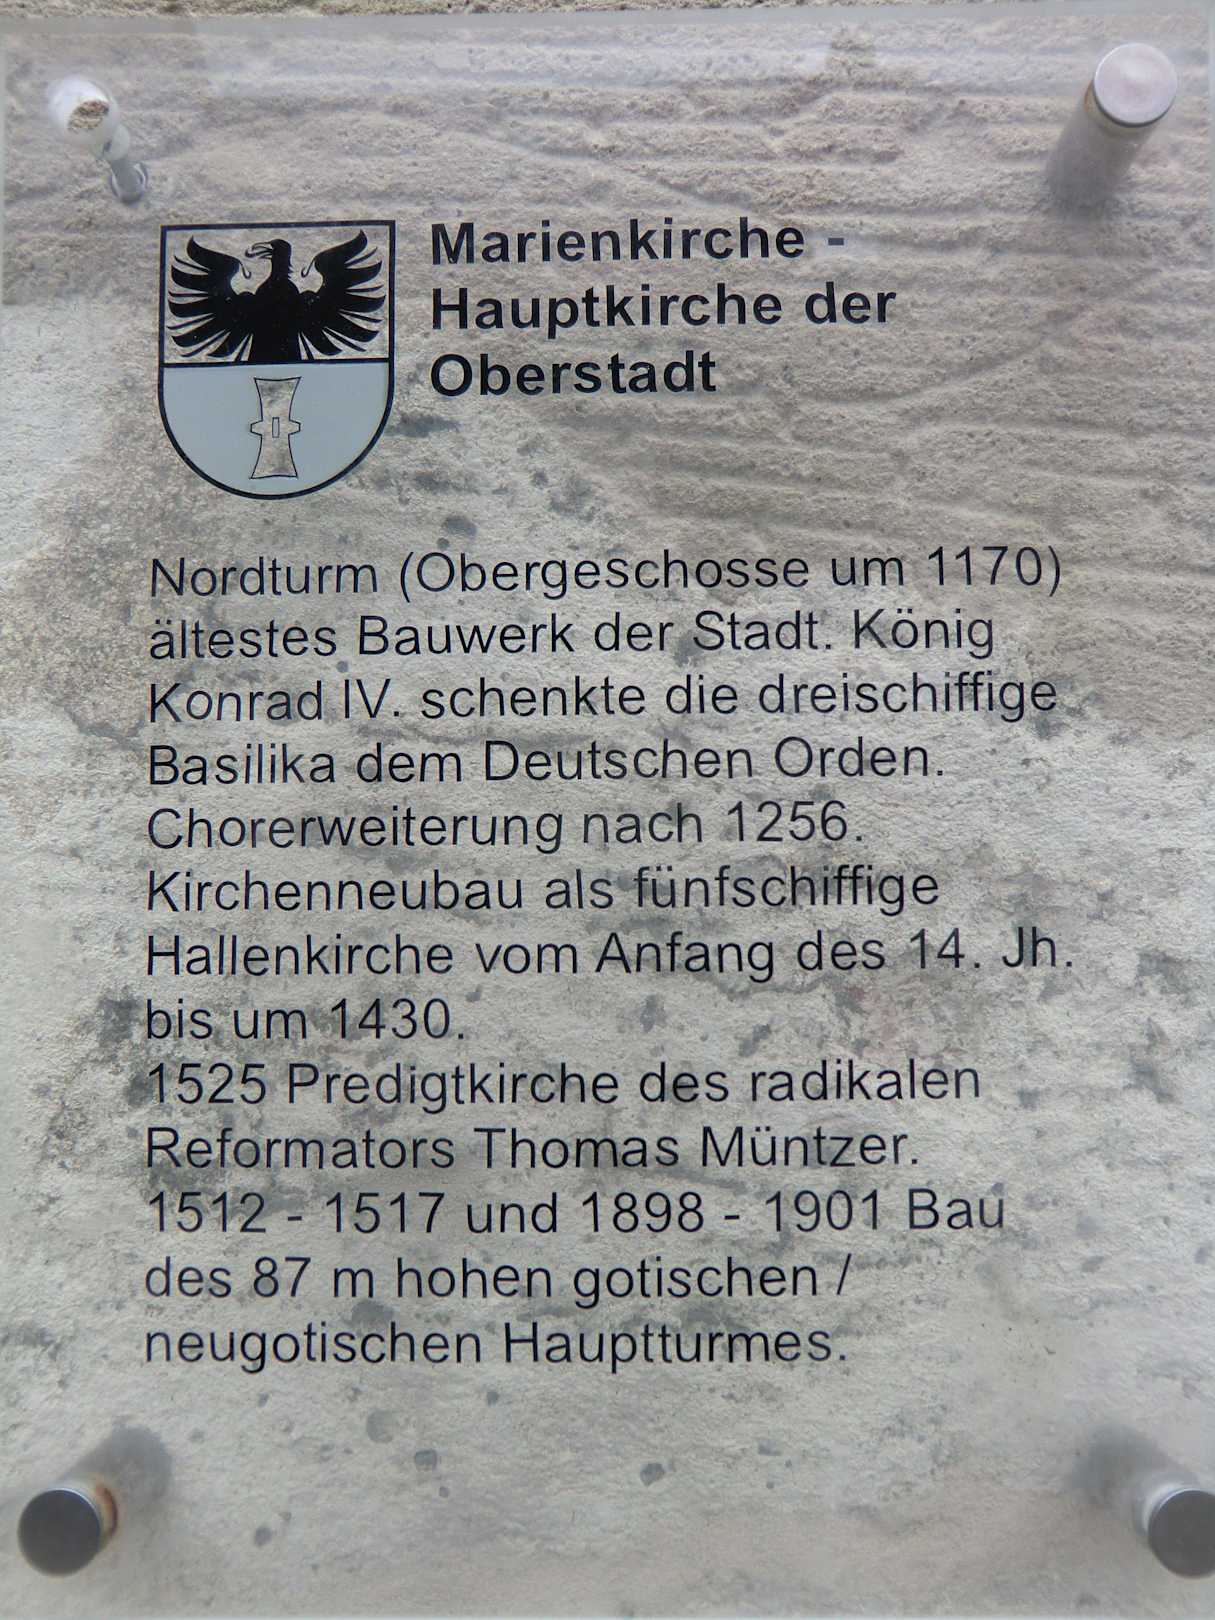 Marienkirche -
Hauptkirche der
Oberstadt
Nordturm (Obergeschosse um 1170)
ältestes Bauwerk der Stadt. König
Konrad IV. schenkte die dreischiffige
Basilika dem Deutschen Orden.
Chorerweiterung nach 1256.
Kirchenneubau als fünfschiffige
Hallenkirche vom Anfang des 14. Jh.
bis um 1430.
1525 Predigtkirche des radikalen
Reformators Thomas Müntzer.
1512 - 1517 und 1898 - 1901 Bau
des 87 m hohen gotischen /
neugotischen Hauptturmes.